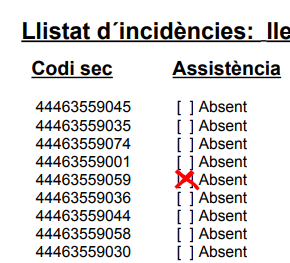 Llistat d´incidències: lle
Codi sec Assistència
44463559045 [ ] Absent
44463559035 [ ] Absent
44463559074 [ ] Absent
44463559001 [ ] Absent
44463559059 [X] Absent
44463559036 [ ] Absent
44463559044 [ ] Absent
44463559058 [ ] Absent
44463559030 [ ] Absent